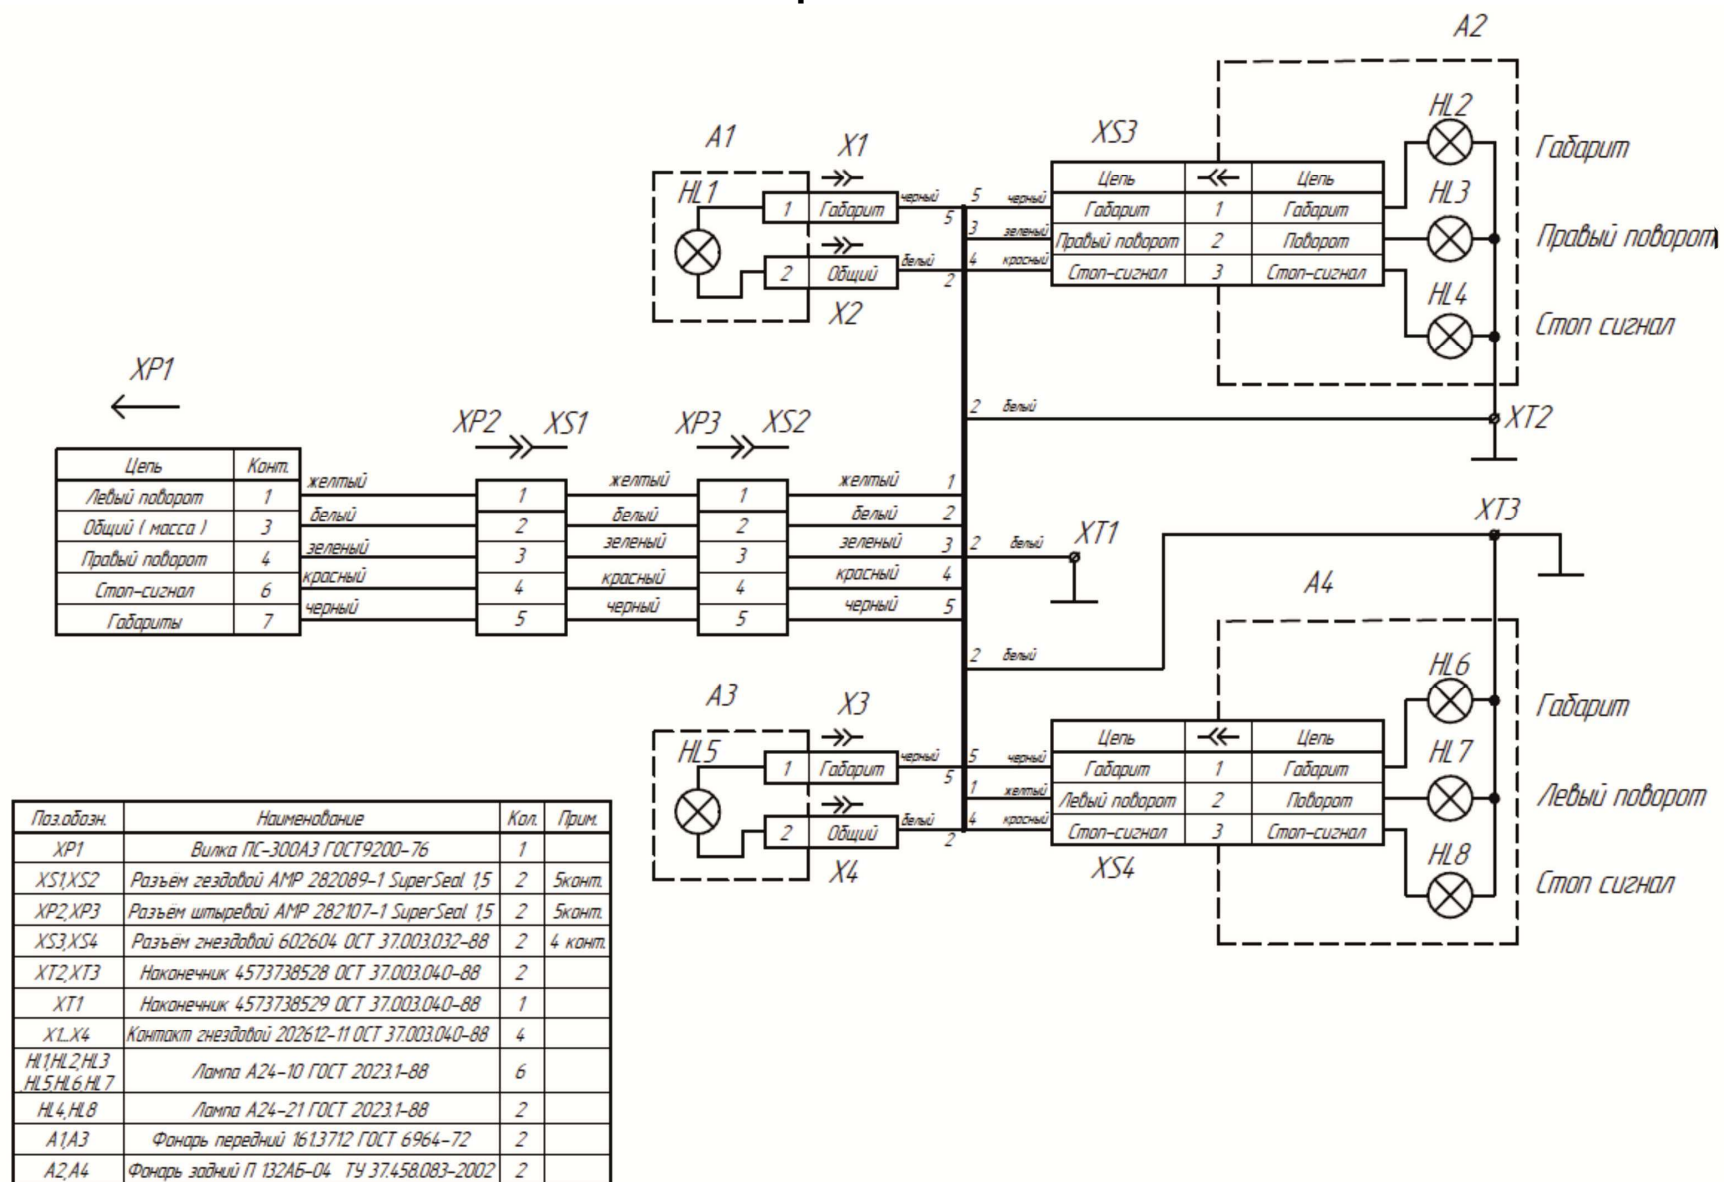 A2
HL2
Габарит
A1
X1
XS3
HL1
1 Габарит
черный
5
5 черный
Цепь Цепь
Габарит 1 Габарит
HL3
3 зеленый
Правый поворот 2 Поворот
Правый поворот
2 Общий
белый
2
4 красный
Стоп-сигнал 3 Стоп-сигнал
HL4
X2
Стоп сигнал
XP1
2 белый
XT2
XP2 XS1 XP3 XS2
Цепь Конт.
Левый поворот 1 желтый 1 желтый 1 желтый 1
Общий ( масса ) 3 белый 2 белый 2 белый 2
Правый поворот 4 зеленый 3 зеленый 3 зеленый 3
Стоп-сигнал 6 красный 4 красный 4 красный 4
Габариты 7 черный 5 черный 5 черный 5
2 белый
XT1
XT3
A4
2 белый
HL6
Габарит
A3
X3
HL5
1 Габарит
черный
5
5 черный
Цепь Цепь
Габарит 1 Габарит
HL7
1 желтый
Левый поворот 2 Поворот
Левый поворот
2 Общий
белый
2
4 красный
Стоп-сигнал 3 Стоп-сигнал
HL8
X4
XS4
Стоп сигнал
Поз.обозн. Наименование Кол. Прим.
XP1 Вилка ПС-300А3 ГОСТ9200-76 1
XS1,XS2 Разъём гездовой AMP 282089-1 SuperSeal 1,5 2 5конт.
XP2,XP3 Разъём штыревой AMP 282107-1 SuperSeal 1,5 2 5конт.
XS3,XS4 Разъём гнездовой 602604 ОСТ 37.003.032-88 2 4 конт.
XT2,XT3 Наконечник 4573738528 ОСТ 37.003.040-88 2
XT1 Наконечник 4573738529 ОСТ 37.003.040-88 1
X1...X4 Контакт гнездовой 202612-11 ОСТ 37.003.040-88 4
HL1,HL2,HL3
,HL5,HL6,HL7 Лампа А24-10 ГОСТ 2023.1-88 6
HL4,HL8 Лампа А24-21 ГОСТ 2023.1-88 2
A1,A3 Фонарь передний 161.3712 ГОСТ 6964-72 2
A2,A4 Фонарь задний П 132АБ-04 ТУ 37.458.083-2002 2